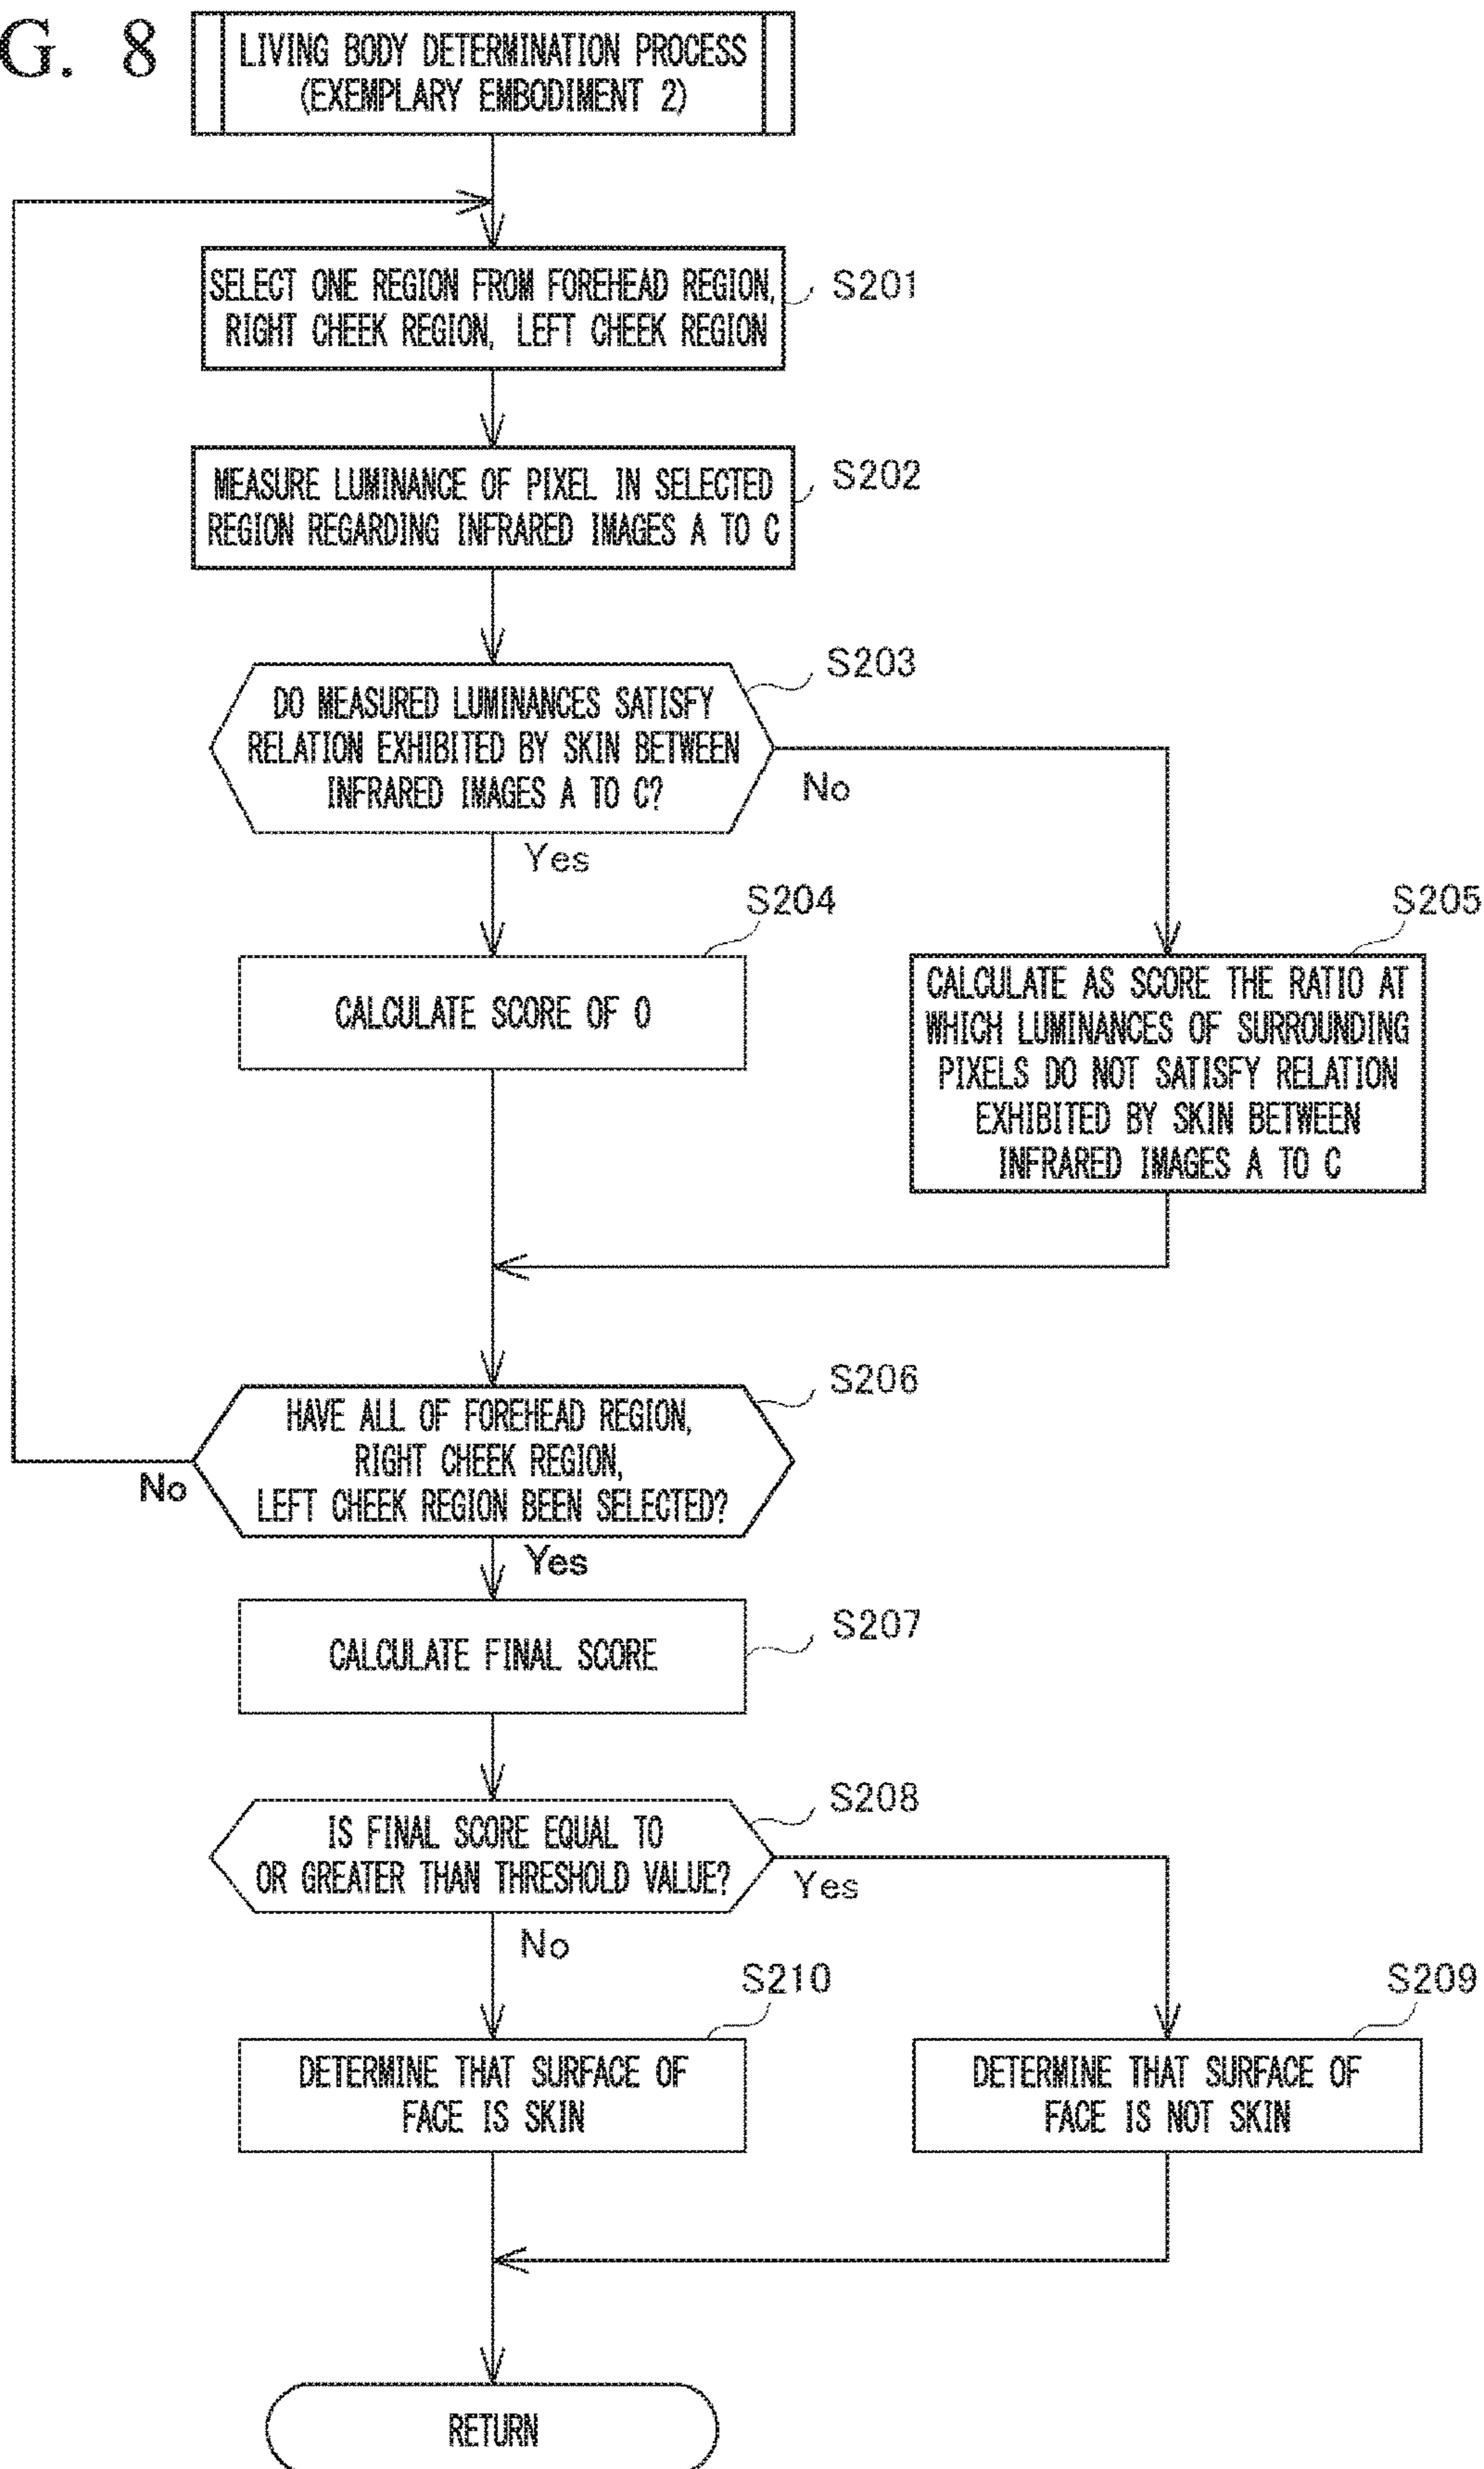 G. 8
LIVING BODY DETERMINATION PROCESS
(EXEMPLARY EMBODIMENT 2)
SELECT ONE REGION FROM FOREHEAD REGION,
RIGHT CHEEK REGION, LEFT CHEEK REGION
S201
MEASURE LUMINANCE OF PIXEL IN SELECTED
REGION REGARDING INFRARED IMAGES A TO C
S202
S203
DO MEASURED LUMINANCES SATISFY
RELATION EXHIBITED BY SKIN BETWEEN
INFRARED IMAGES A TO C?
No
Yes
S204
CALCULATE SCORE OF 0
S205
CALCULATE AS SCORE THE RATIO AT
WHICH LUMINANCES OF SURROUNDING
PIXELS DO NOT SATISFY RELATION
EXHIBITED BY SKIN BETWEEN
INFRARED IMAGES A TO C
S206
HAVE ALL OF FOREHEAD REGION,
RIGHT CHEEK REGION,
LEFT CHEEK REGION BEEN SELECTED?
No
Yes
S207
CALCULATE FINAL SCORE
S208
IS FINAL SCORE EQUAL TO
OR GREATER THAN THRESHOLD VALUE?
Yes
No
S210
DETERMINE THAT SURFACE OF
FACE IS SKIN
S209
DETERMINE THAT SURFACE OF
FACE IS NOT SKIN
RETURN